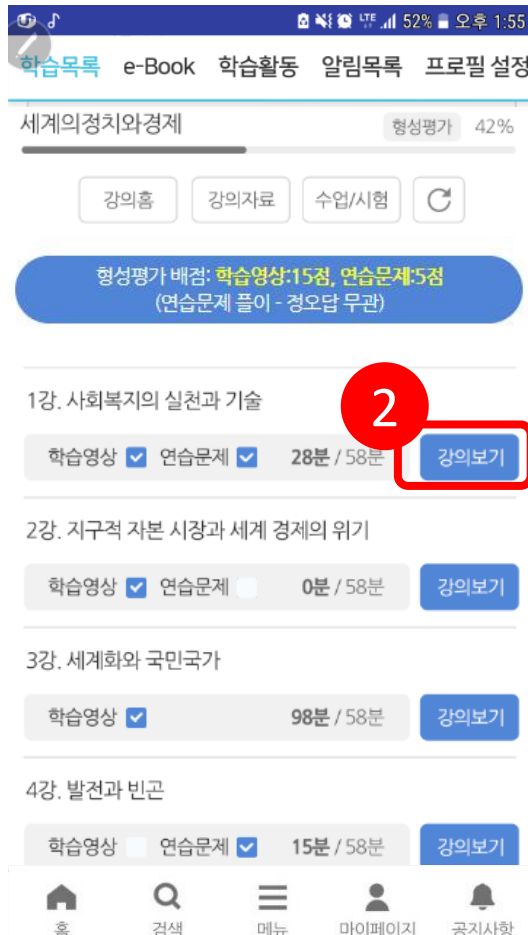 LTE 52% 오후 1:55
학습목록 e-Book 학습활동 알림목록 프로필 설정
세계의정치와경제 형성평가 42%
강의홈 강의자료 수업/시험
형성평가 배점: 학습영상:15점, 연습문제:5점
(연습문제 풀이 - 정오답 무관)
1강. 사회복지의 실천과 기술
2
학습영상 연습문제 28분 / 58분 강의보기
2강. 지구적 자본 시장과 세계 경제의 위기
학습영상 연습문제 0분 / 58분 강의보기
3강. 세계화와 국민국가
학습영상 98분 / 58분 강의보기
4강. 발전과 빈곤
학습영상 연습문제 15분 / 58분 강의보기
홈 검색 메뉴 마이페이지 공지사항